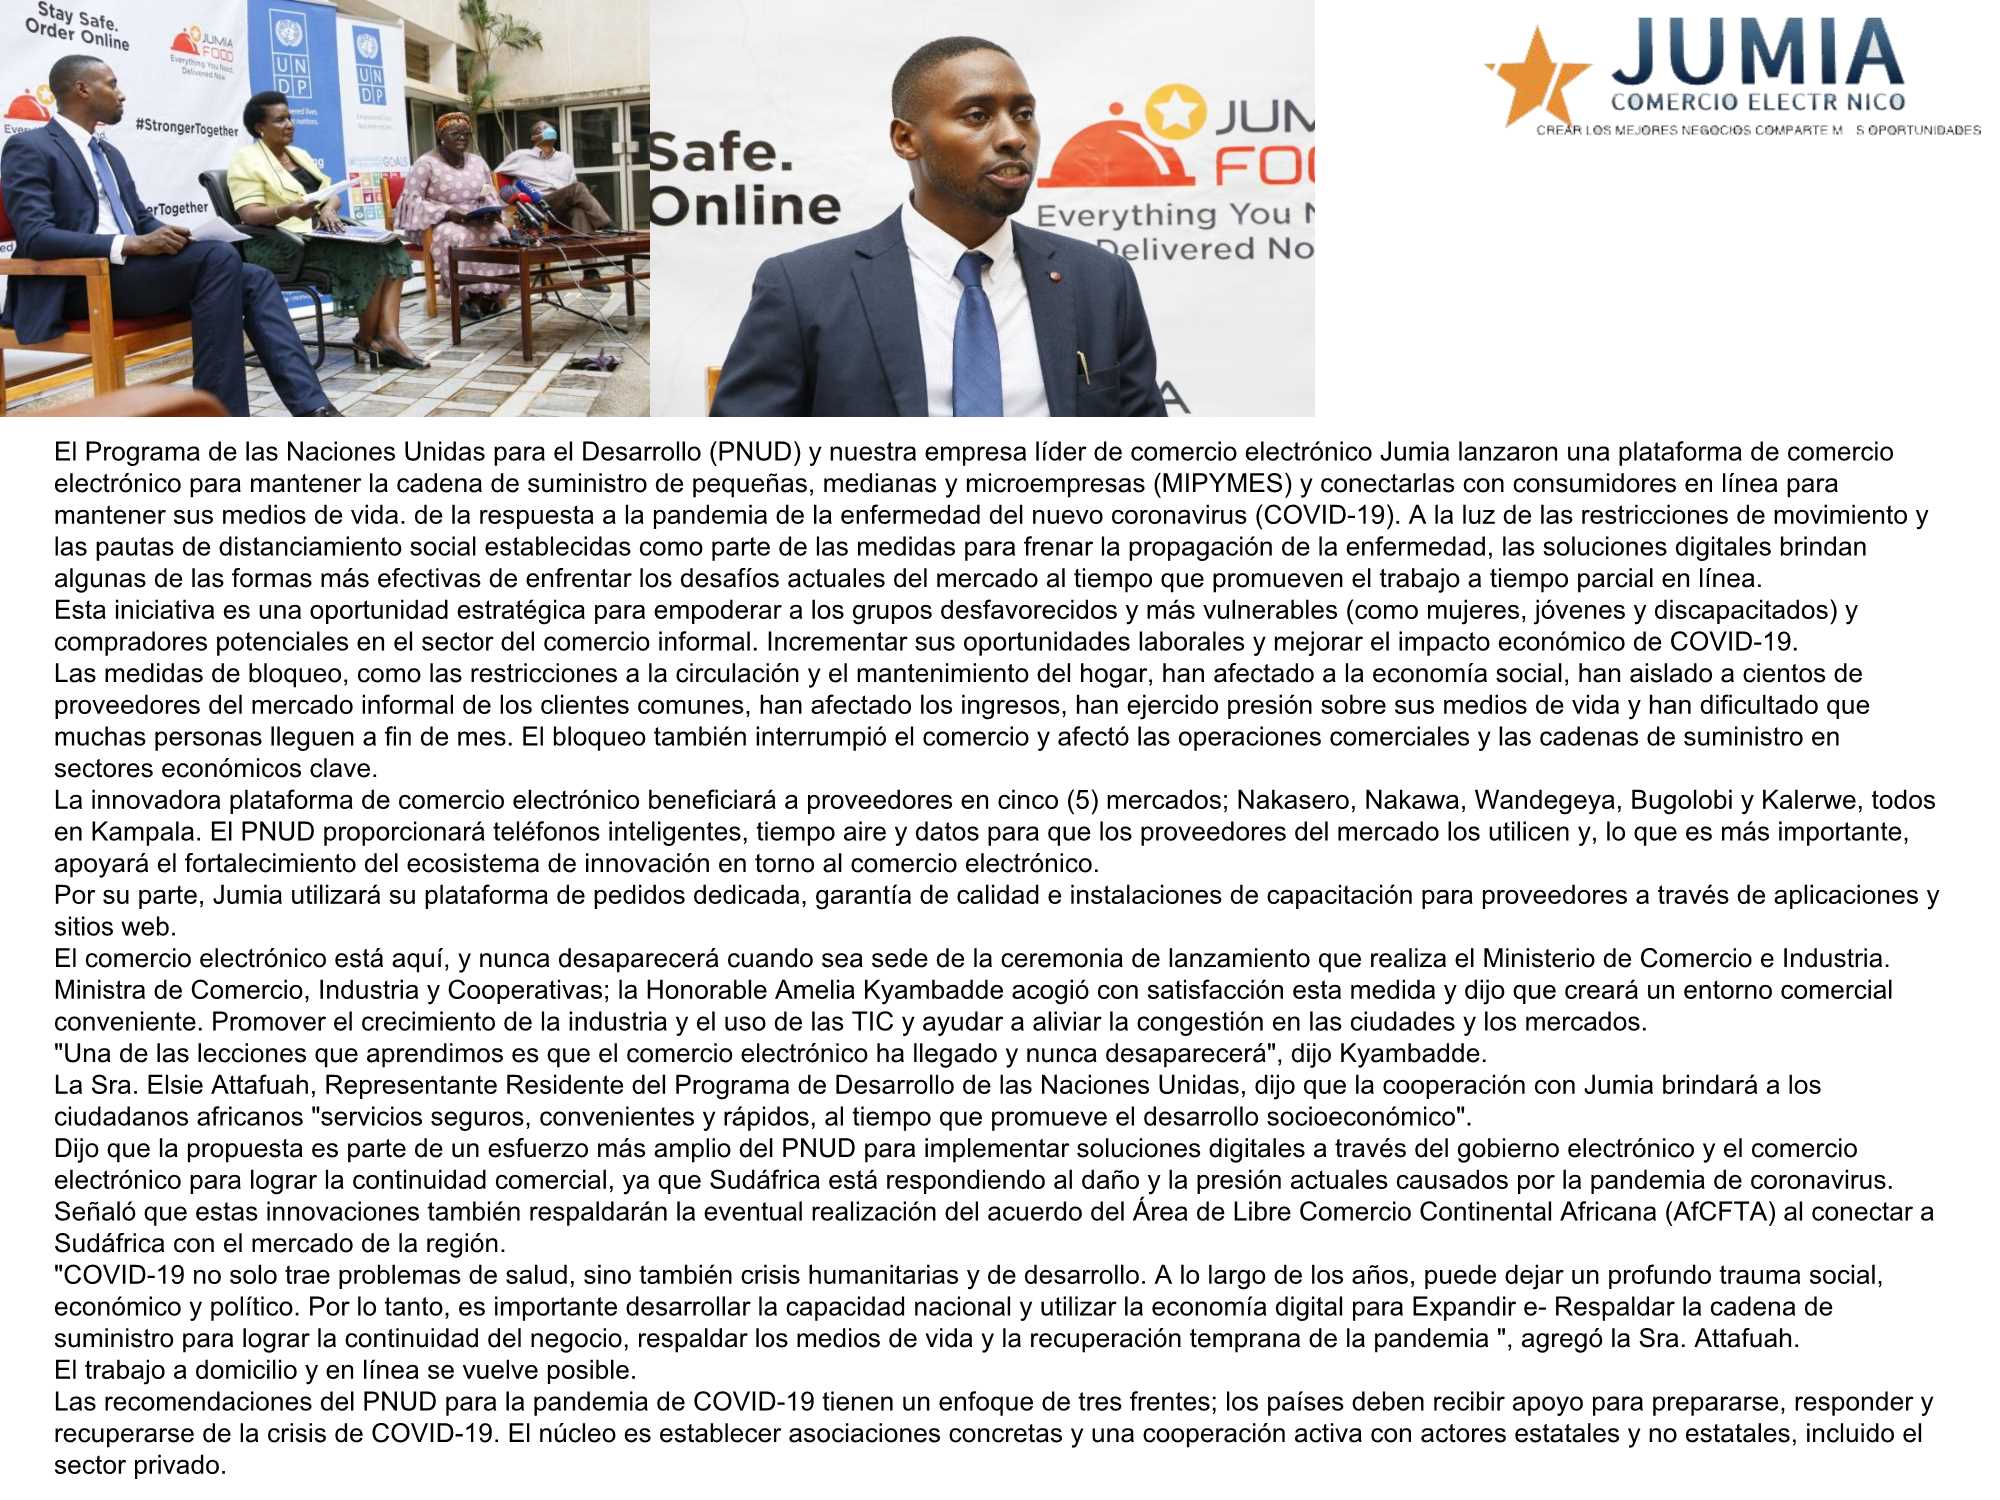 Stay Safe.
Order Online
JUMIA
FOOD
Everything You Need,
Delivered Now
#StrongerTogether
UN
DP
UN
DP
erTogether
GOALS
Safe.
Online
JUM
FOO
Everything You N
Delivered No
A
JUMIA
COMERCIO ELECTR NICO
CREAR LOS MEJORES NEGOCIOS COMPARTE M S OPORTUNIDADES
El Programa de las Naciones Unidas para el Desarrollo (PNUD) y nuestra empresa líder de comercio electrónico Jumia lanzaron una plataforma de comercio
electrónico para mantener la cadena de suministro de pequeñas, medianas y microempresas (MIPYMES) y conectarlas con consumidores en línea para
mantener sus medios de vida. de la respuesta a la pandemia de la enfermedad del nuevo coronavirus (COVID-19). A la luz de las restricciones de movimiento y
las pautas de distanciamiento social establecidas como parte de las medidas para frenar la propagación de la enfermedad, las soluciones digitales brindan
algunas de las formas más efectivas de enfrentar los desafíos actuales del mercado al tiempo que promueven el trabajo a tiempo parcial en línea.
Esta iniciativa es una oportunidad estratégica para empoderar a los grupos desfavorecidos y más vulnerables (como mujeres, jóvenes y discapacitados) y
compradores potenciales en el sector del comercio informal. Incrementar sus oportunidades laborales y mejorar el impacto económico de COVID-19.
Las medidas de bloqueo, como las restricciones a la circulación y el mantenimiento del hogar, han afectado a la economía social, han aislado a cientos de
proveedores del mercado informal de los clientes comunes, han afectado los ingresos, han ejercido presión sobre sus medios de vida y han dificultado que
muchas personas lleguen a fin de mes. El bloqueo también interrumpió el comercio y afectó las operaciones comerciales y las cadenas de suministro en
sectores económicos clave.
La innovadora plataforma de comercio electrónico beneficiará a proveedores en cinco (5) mercados; Nakasero, Nakawa, Wandegeya, Bugolobi y Kalerwe, todos
en Kampala. El PNUD proporcionará teléfonos inteligentes, tiempo aire y datos para que los proveedores del mercado los utilicen y, lo que es más importante,
apoyará el fortalecimiento del ecosistema de innovación en torno al comercio electrónico.
Por su parte, Jumia utilizará su plataforma de pedidos dedicada, garantía de calidad e instalaciones de capacitación para proveedores a través de aplicaciones y
sitios web.
El comercio electrónico está aquí, y nunca desaparecerá cuando sea sede de la ceremonia de lanzamiento que realiza el Ministerio de Comercio e Industria.
Ministra de Comercio, Industria y Cooperativas; la Honorable Amelia Kyambadde acogió con satisfacción esta medida y dijo que creará un entorno comercial
conveniente. Promover el crecimiento de la industria y el uso de las TIC y ayudar a aliviar la congestión en las ciudades y los mercados.
"Una de las lecciones que aprendimos es que el comercio electrónico ha llegado y nunca desaparecerá", dijo Kyambadde.
La Sra. Elsie Attafuah, Representante Residente del Programa de Desarrollo de las Naciones Unidas, dijo que la cooperación con Jumia brindará a los
ciudadanos africanos "servicios seguros, convenientes y rápidos, al tiempo que promueve el desarrollo socioeconómico".
Dijo que la propuesta es parte de un esfuerzo más amplio del PNUD para implementar soluciones digitales a través del gobierno electrónico y el comercio
electrónico para lograr la continuidad comercial, ya que Sudáfrica está respondiendo al daño y la presión actuales causados por la pandemia de coronavirus.
Señaló que estas innovaciones también respaldarán la eventual realización del acuerdo del Área de Libre Comercio Continental Africana (AfCFTA) al conectar a
Sudáfrica con el mercado de la región.
"COVID-19 no solo trae problemas de salud, sino también crisis humanitarias y de desarrollo. A lo largo de los años, puede dejar un profundo trauma social,
económico y político. Por lo tanto, es importante desarrollar la capacidad nacional y utilizar la economía digital para Expandir e- Respaldar la cadena de
suministro para lograr la continuidad del negocio, respaldar los medios de vida y la recuperación temprana de la pandemia ", agregó la Sra. Attafuah.
El trabajo a domicilio y en línea se vuelve posible.
Las recomendaciones del PNUD para la pandemia de COVID-19 tienen un enfoque de tres frentes; los países deben recibir apoyo para prepararse, responder y
recuperarse de la crisis de COVID-19. El núcleo es establecer asociaciones concretas y una cooperación activa con actores estatales y no estatales, incluido el
sector privado.